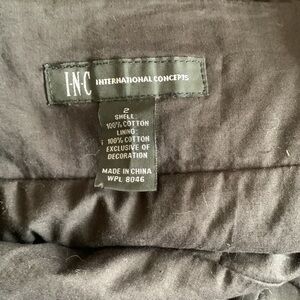 I·N·C INTERNATIONAL CONCEPTS
2
SHELL:
100% COTTON
LINING:
100% COTTON
EXCLUSIVE OF
DECORATION
MADE IN CHINA
WPL 8046